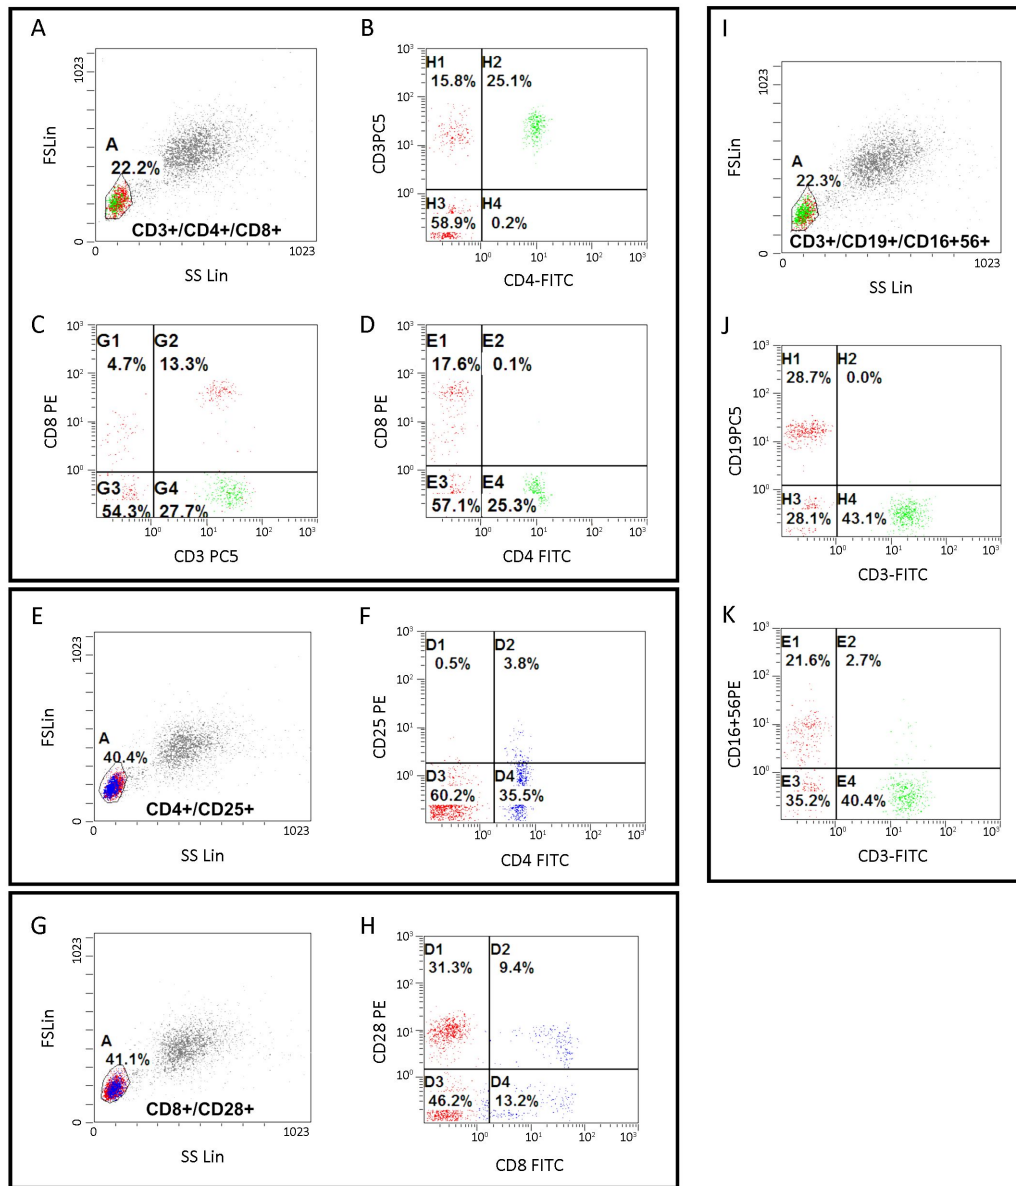 A
1023
FSLin
A
22.2%
CD3+/CD4+/CD8+
0
0
1023
SS Lin
B
10³
10²
10¹
10⁰
CD3PC5
H1
15.8%
H2
25.1%
H3
58.9%
H4
0.2%
10⁰ 10¹ 10² 10³
CD4-FITC
C
10³
10²
10¹
10⁰
CD8 PE
G1
4.7%
G2
13.3%
G3
54.3%
G4
27.7%
10⁰ 10¹ 10² 10³
CD3 PC5
D
10³
10²
10¹
10⁰
CD8 PE
E1
17.6%
E2
0.1%
E3
57.1%
E4
25.3%
10⁰ 10¹ 10² 10³
CD4 FITC
E
1023
FSLin
A
40.4%
CD4+/CD25+
0
0
1023
SS Lin
F
10³
10²
10¹
10⁰
CD25 PE
D1
0.5%
D2
3.8%
D3
60.2%
D4
35.5%
10⁰ 10¹ 10² 10³
CD4 FITC
G
1023
FSLin
A
41.1%
CD8+/CD28+
0
0
1023
SS Lin
H
10³
10²
10¹
10⁰
CD28 PE
D1
31.3%
D2
9.4%
D3
46.2%
D4
13.2%
10⁰ 10¹ 10² 10³
CD8 FITC
I
1023
FSLin
A
22.3%
CD3+/CD19+/CD16+56+
0
0
1023
SS Lin
J
10³
10²
10¹
10⁰
CD19PC5
H1
28.7%
H2
0.0%
H3
28.1%
H4
43.1%
10⁰ 10¹ 10² 10³
CD3-FITC
K
10³
10²
10¹
10⁰
CD16+56PE
E1
21.6%
E2
2.7%
E3
35.2%
E4
40.4%
10⁰ 10¹ 10² 10³
CD3-FITC